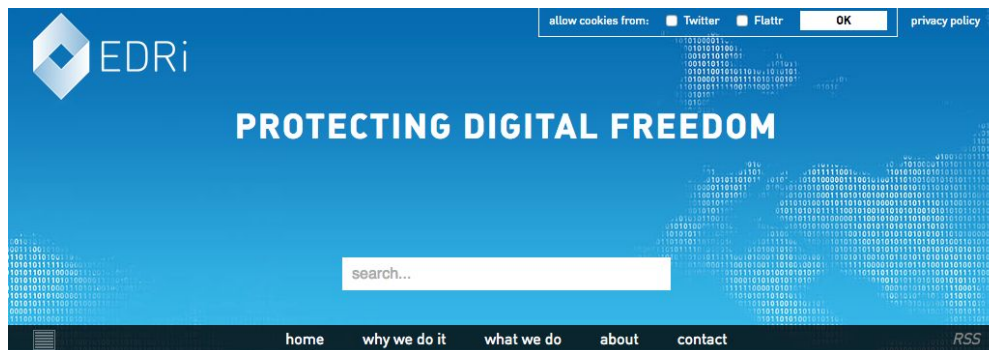 allow cookies from: Twitter Flattr OK privacy policy
EDRi
PROTECTING DIGITAL FREEDOM
search...
home why we do it what we do about contact RSS